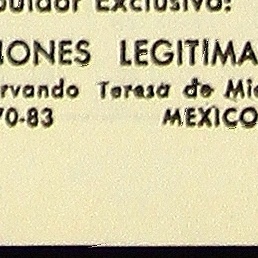 buidor Exclusivo:
IONES LEGITIMA
rvando Teresa de Mie
70-83 MEXICO